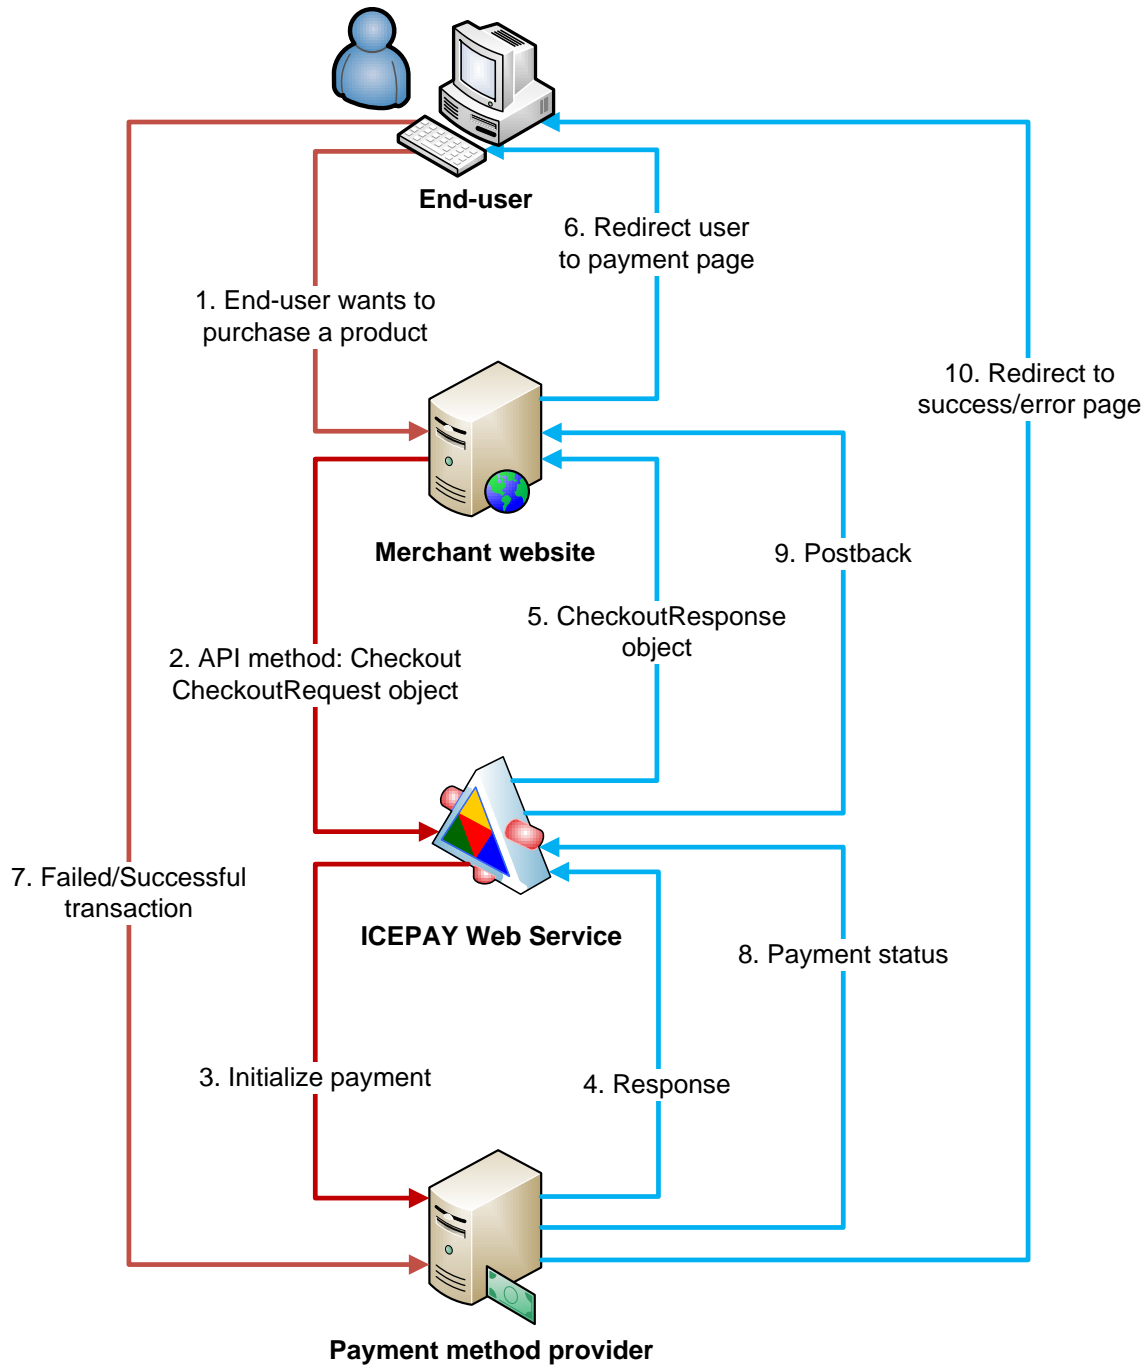 End-user
6. Redirect user
to payment page
1. End-user wants to
purchase a product
10. Redirect to
success/error page
Merchant website
9. Postback
5. CheckoutResponse
object
2. API method: Checkout
CheckoutRequest object
7. Failed/Successful
transaction
ICEPAY Web Service
8. Payment status
3. Initialize payment
4. Response
Payment method provider